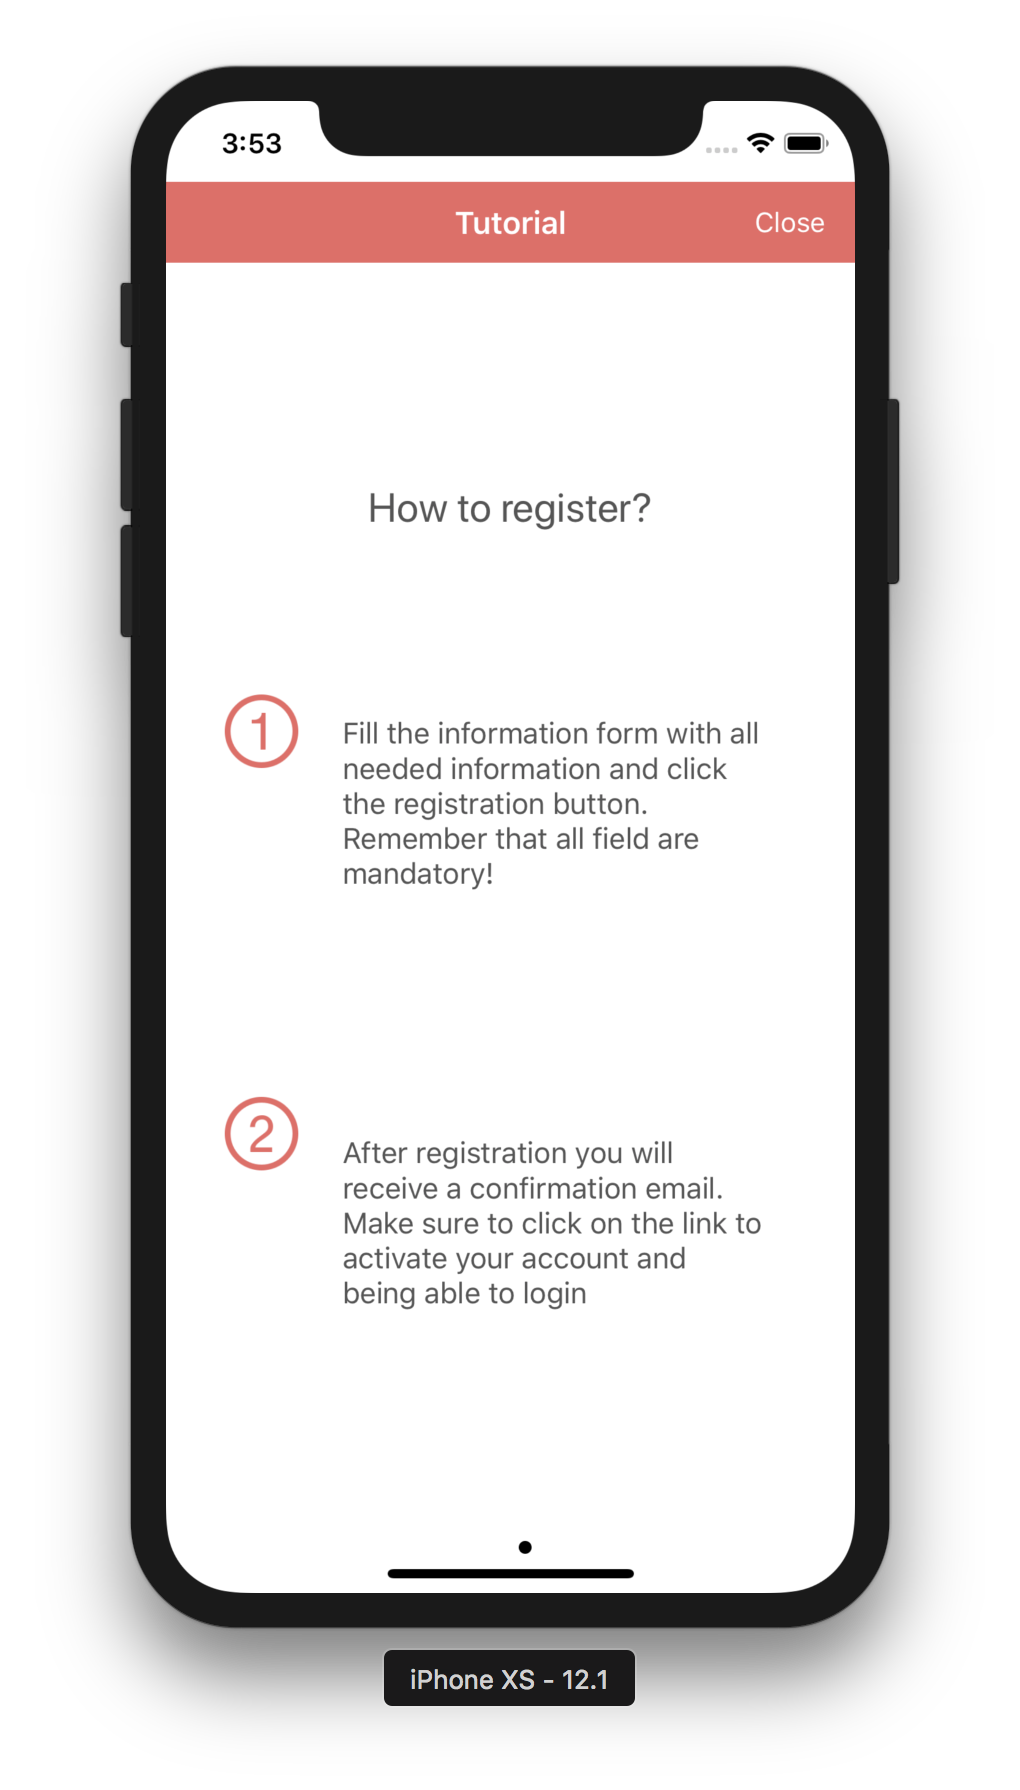 3:53
Tutorial
Close
How to register?
1
Fill the information form with all
needed information and click
the registration button.
Remember that all field are
mandatory!
2
After registration you will
receive a confirmation email.
Make sure to click on the link to
activate your account and
being able to login
iPhone XS - 12.1